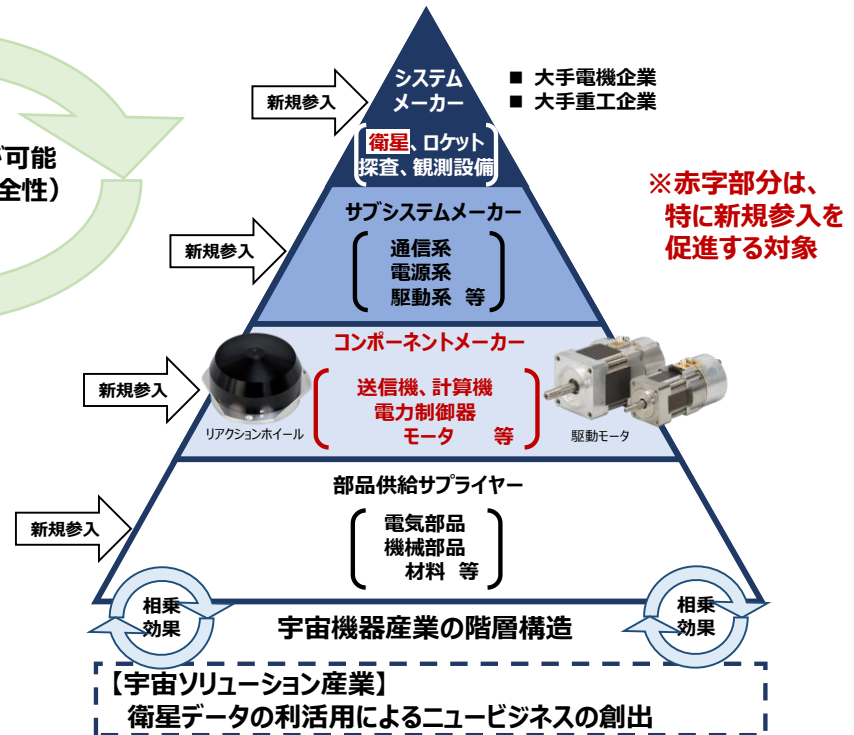 システム
メーカー
■ 大手電機企業
■ 大手重工企業
新規参入
衛星、ロケット
探査、観測設備
が可能
全性）
※赤字部分は、
特に新規参入を
促進する対象
サブシステムメーカー
新規参入
通信系
電源系
駆動系 等
コンポーネントメーカー
新規参入
送信機、計算機
電力制御器
モータ 等
リアクションホイール
駆動モータ
部品供給サプライヤー
新規参入
電気部品
機械部品
材料 等
相乗
効果
宇宙機器産業の階層構造
相乗
効果
【宇宙ソリューション産業】
衛星データの利活用によるニュービジネスの創出